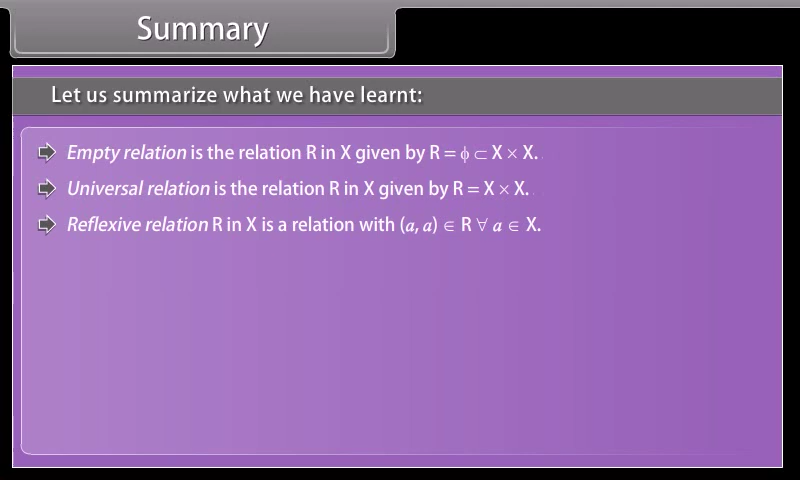 Summary
Let us summarize what we have learnt:
Empty relation is the relation R in X given by R = ϕ ⊂ X × X.
Universal relation is the relation R in X given by R = X × X.
Reflexive relation R in X is a relation with (a, a) ∈ R ∀ a ∈ X.